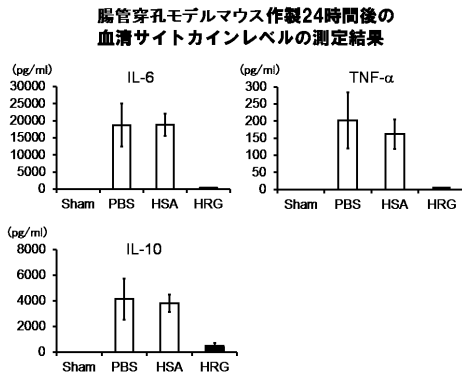 腸管穿孔モデルマウス作製24時間後の
血清サイトカインレベルの測定結果
(pg/ml)
IL-6
30000
25000
20000
15000
10000
5000
0
Sham PBS HSA HRG
(pg/ml)
TNF-α
300
250
200
150
100
50
0
Sham PBS HSA HRG
(pg/ml)
IL-10
8000
6000
4000
2000
0
Sham PBS HSA HRG